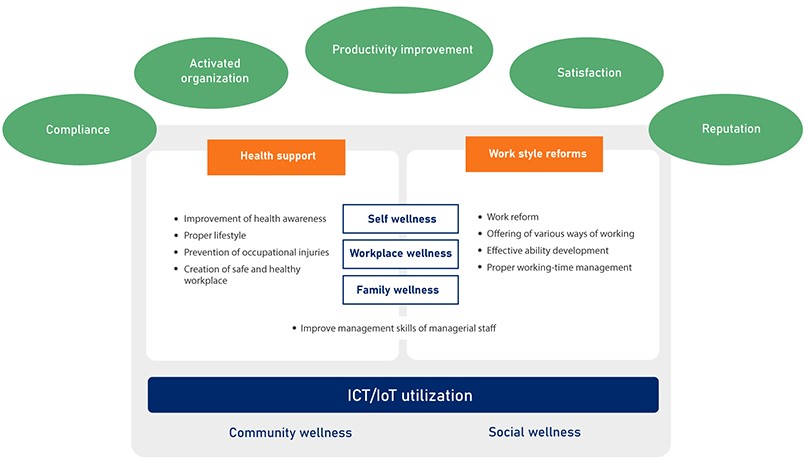 Productivity improvement
Activated
organization
Satisfaction
Compliance
Reputation
Health support
Work style reforms
• Improvement of health awareness
• Proper lifestyle
• Prevention of occupational injuries
• Creation of safe and healthy
workplace
Self wellness
Workplace wellness
Family wellness
• Work reform
• Offering of various ways of working
• Effective ability development
• Proper working-time management
• Improve management skills of managerial staff
ICT/IoT utilization
Community wellness
Social wellness